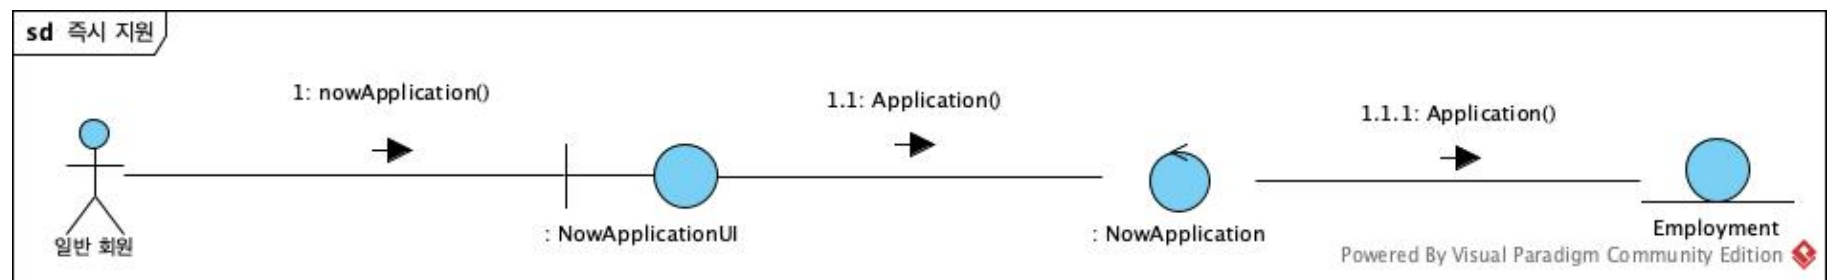 sd 즉시 지원
1: nowApplication()
1.1: Application()
1.1.1: Application()
일반 회원
: NowApplicationUI
: NowApplication
Employment
Powered By Visual Paradigm Community Edition